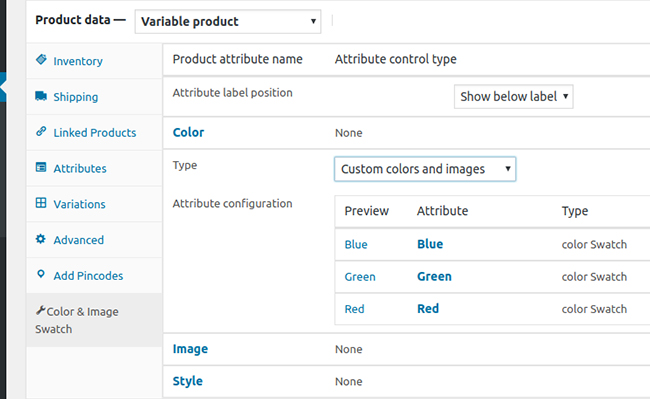 Product data — Variable product
Inventory
Shipping
Linked Products
Attributes
Variations
Advanced
Add Pincodes
Color & Image
Swatch
Product attribute name Attribute control type
Attribute label position Show below label
Color None
Type Custom colors and images
Attribute configuration
Preview Attribute Type
Blue Blue color Swatch
Green Green color Swatch
Red Red color Swatch
Image None
Style None